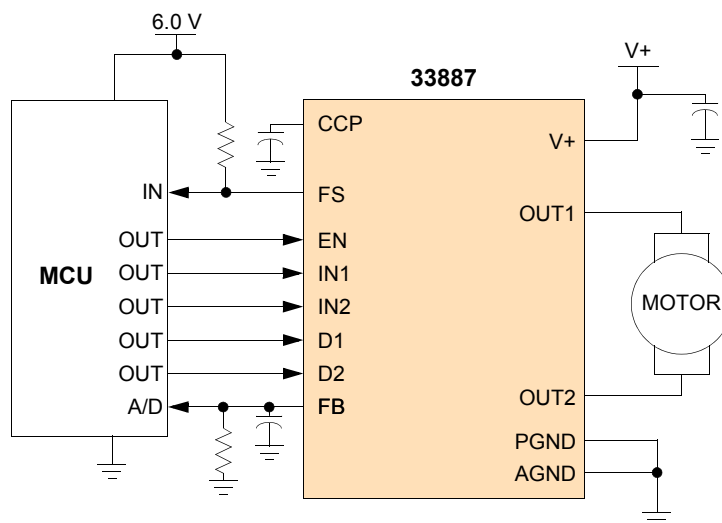 6.0 V
V+
33887
CCP
V+
IN
FS
OUT1
OUT
EN
MCU
OUT
IN1
OUT
IN2
MOTOR
OUT
D1
OUT
D2
A/D
FB
OUT2
PGND
AGND